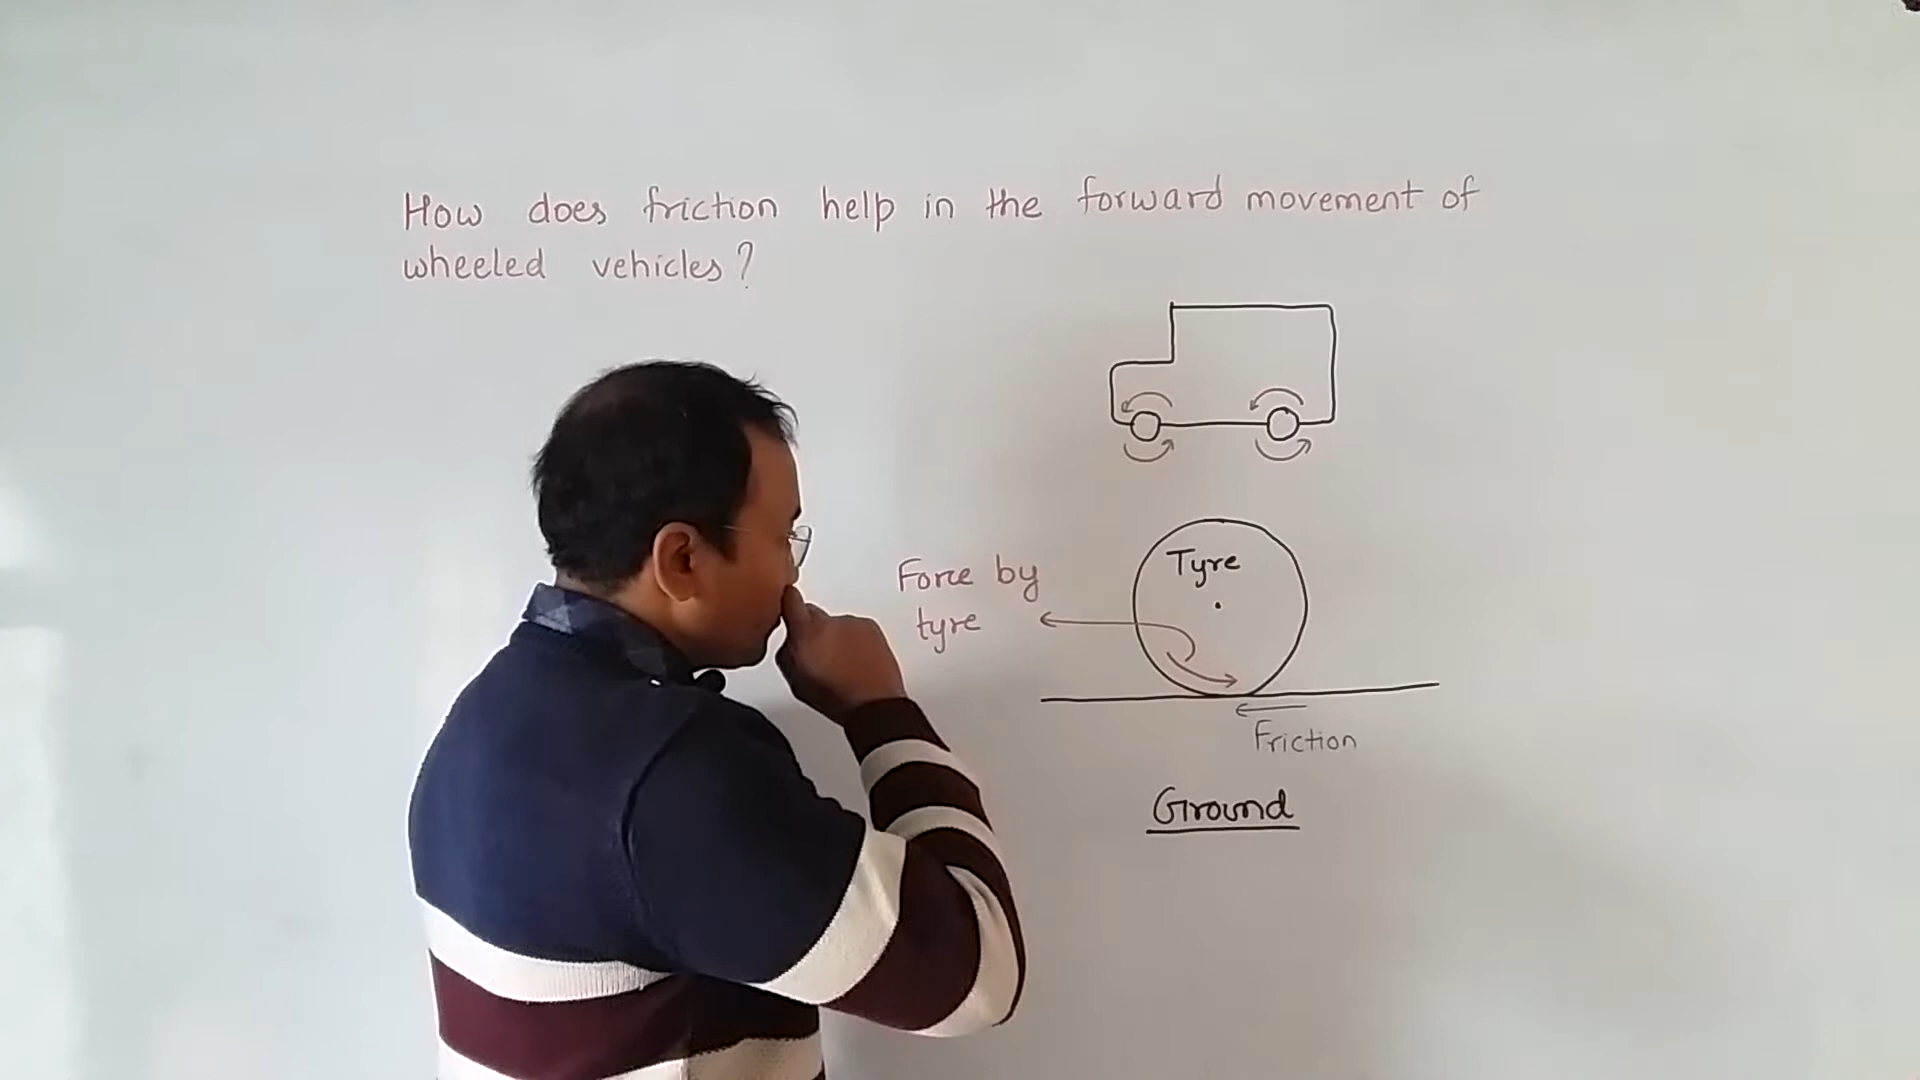 How does friction help in the forward movement of
wheeled vehicles?
Tyre
Force by
tyre
Friction
Ground